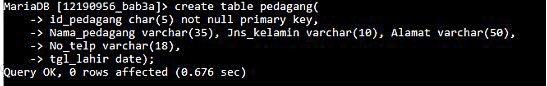 MariaDB [12190956_bab3a]> create table pedagang(
-> id_pedagang char(5) not null primary key,
-> Nama_pedagang varchar(35), Jns_kelamin varchar(10), Alamat varchar(50),
-> No_telp varchar(18),
-> tgl_lahir date);
Query OK, 0 rows affected (0.676 sec)